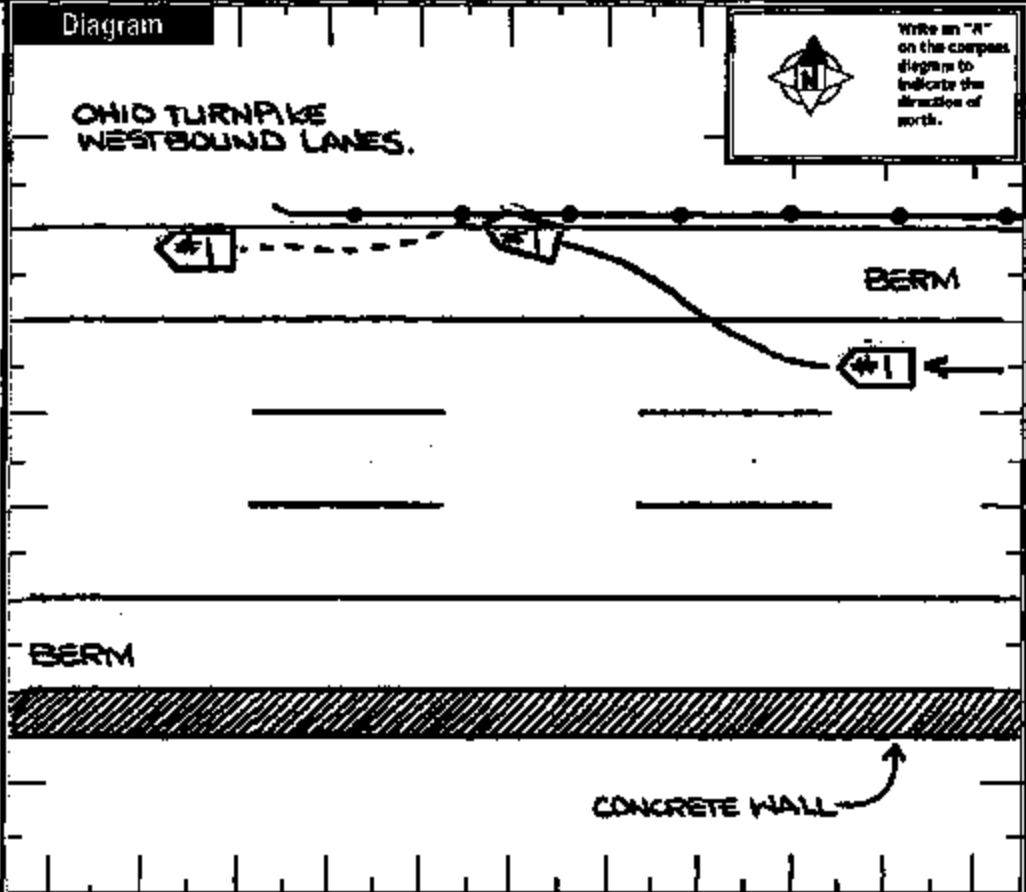 Diagram
Write an "N"
on the compass
diagram to
indicate the
direction of
north.
N
OHIO TURNPIKE
WESTBOUND LANES.
#1
#1
BERM
#1
BERM
CONCRETE WALL